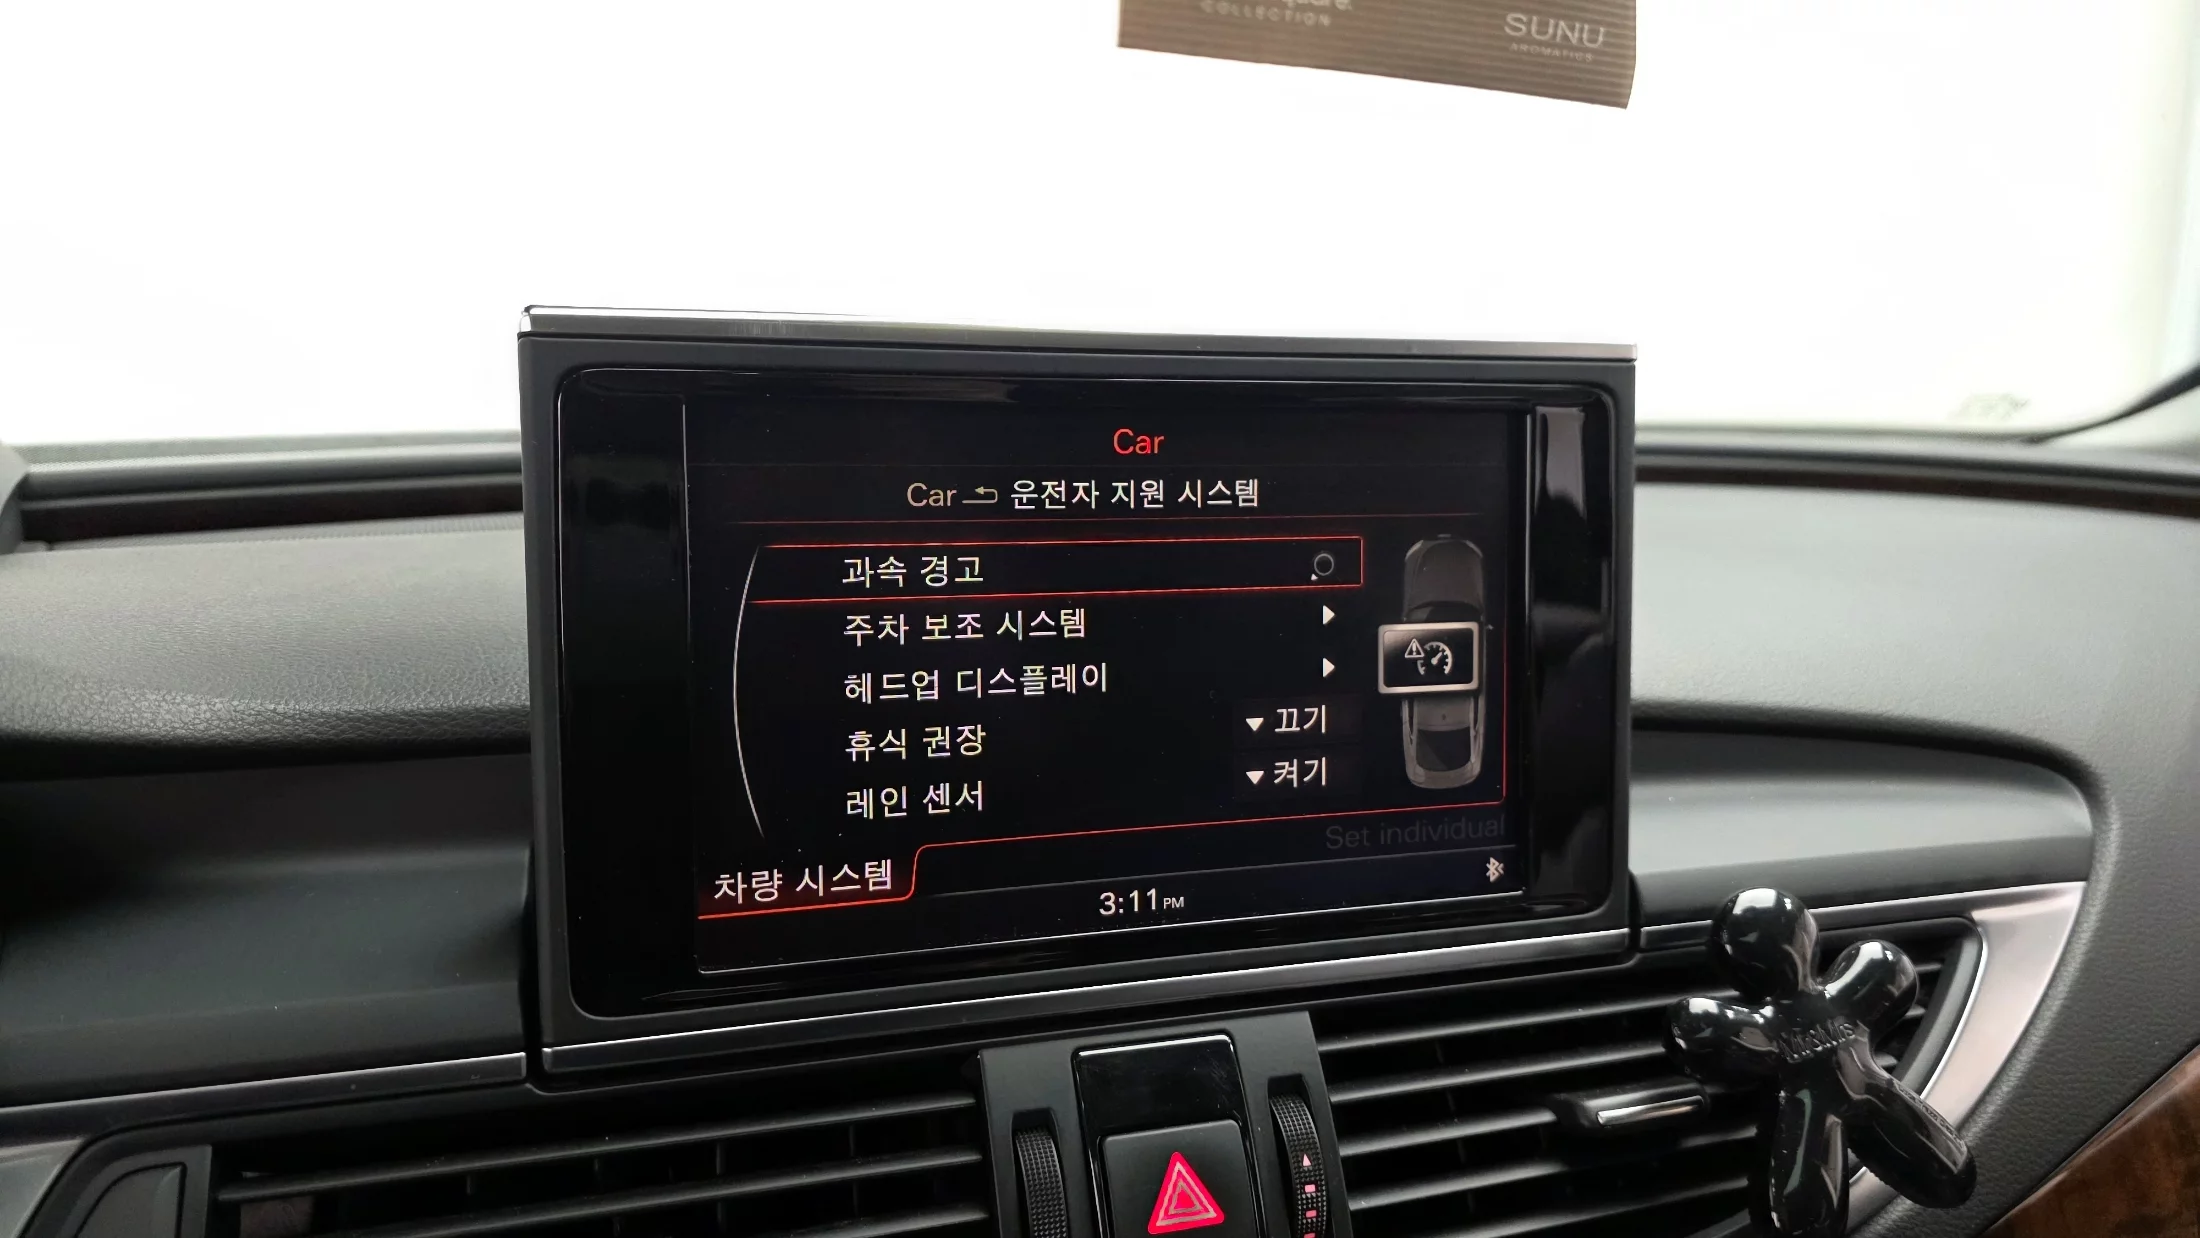 COLLECTION
SUNU
AROMATICS
Car
Car 운전자 지원 시스템
과속 경고
주차 보조 시스템
헤드업 디스플레이
휴식 권장 끄기
레인 센서 켜기
Set individual
차량 시스템
3:11 PM